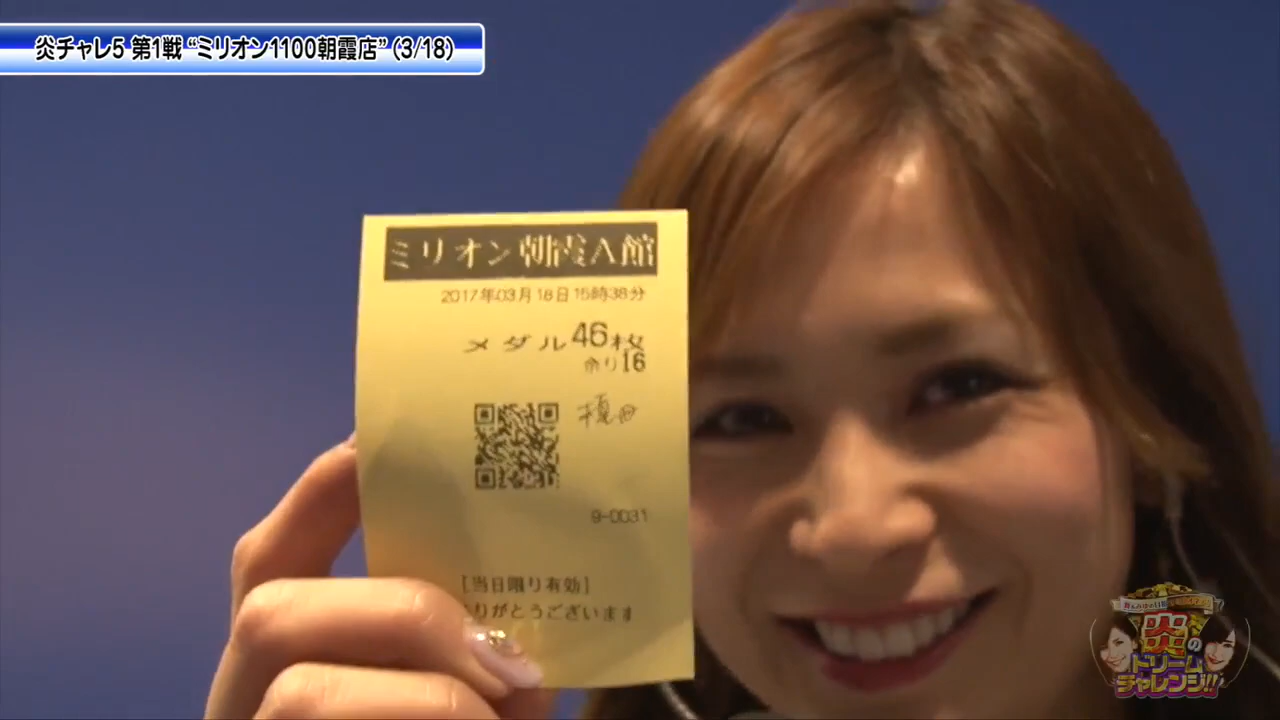 炎チャレ5 第1戦 “ミリオン1100朝霞店” (3/18)
ミリオン朝霞A館
2017年03月18日15時38分
メダル46枚
余り16
9-0031
[当日限り有効]
りがとうございます
炎の
ドリーム
チャレンジ!!